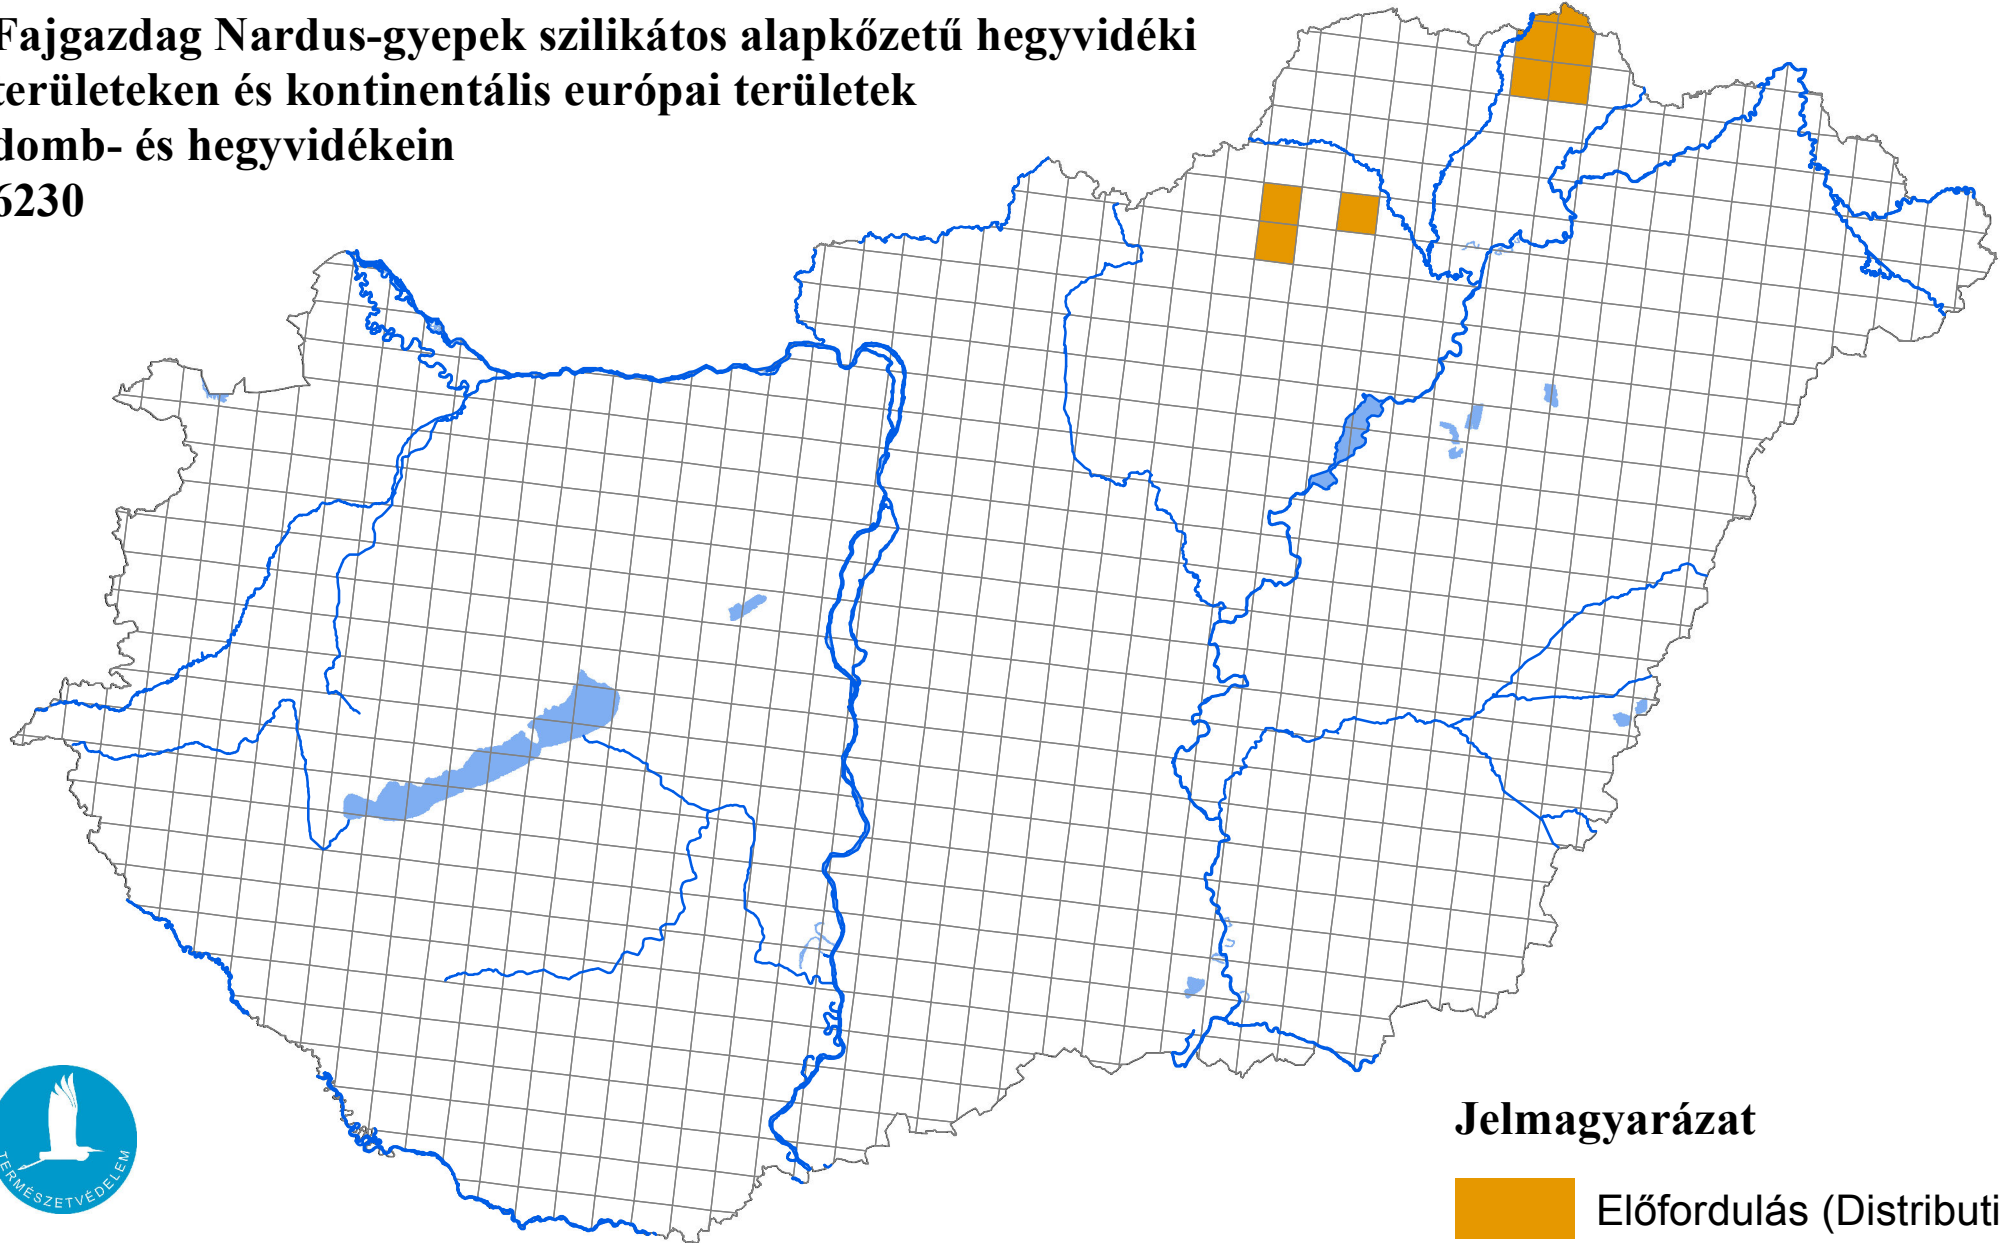 Fajgazdag Nardus-gyepek szilikátos alapkőzetű hegyvidéki
területeken és kontinentális európai területek
domb- és hegyvidékein
6230
TERMÉSZETVÉDELEM
Jelmagyarázat
Előfordulás (Distributi